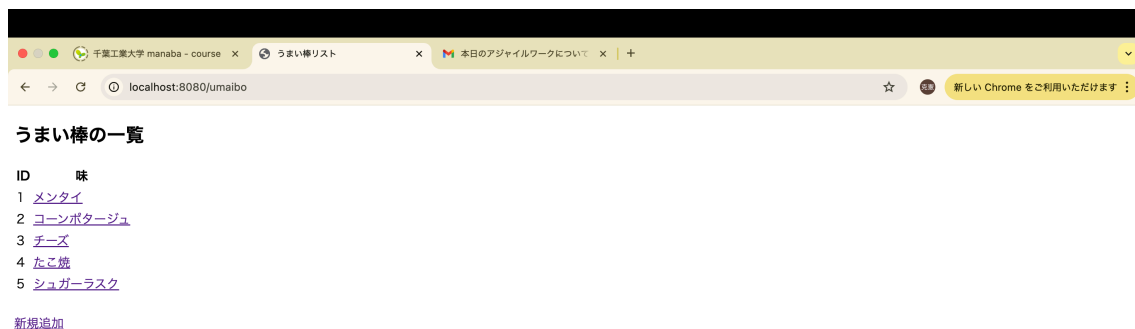 千葉工業大学 manaba - course
うまい棒リスト
本日のアジャイルワークについて
localhost:8080/umaibo
新しい Chrome をご利用いただけます
うまい棒の一覧
ID 味
1 メンタイ
2 コーンポタージュ
3 チーズ
4 たこ焼
5 シュガーラスク
新規追加